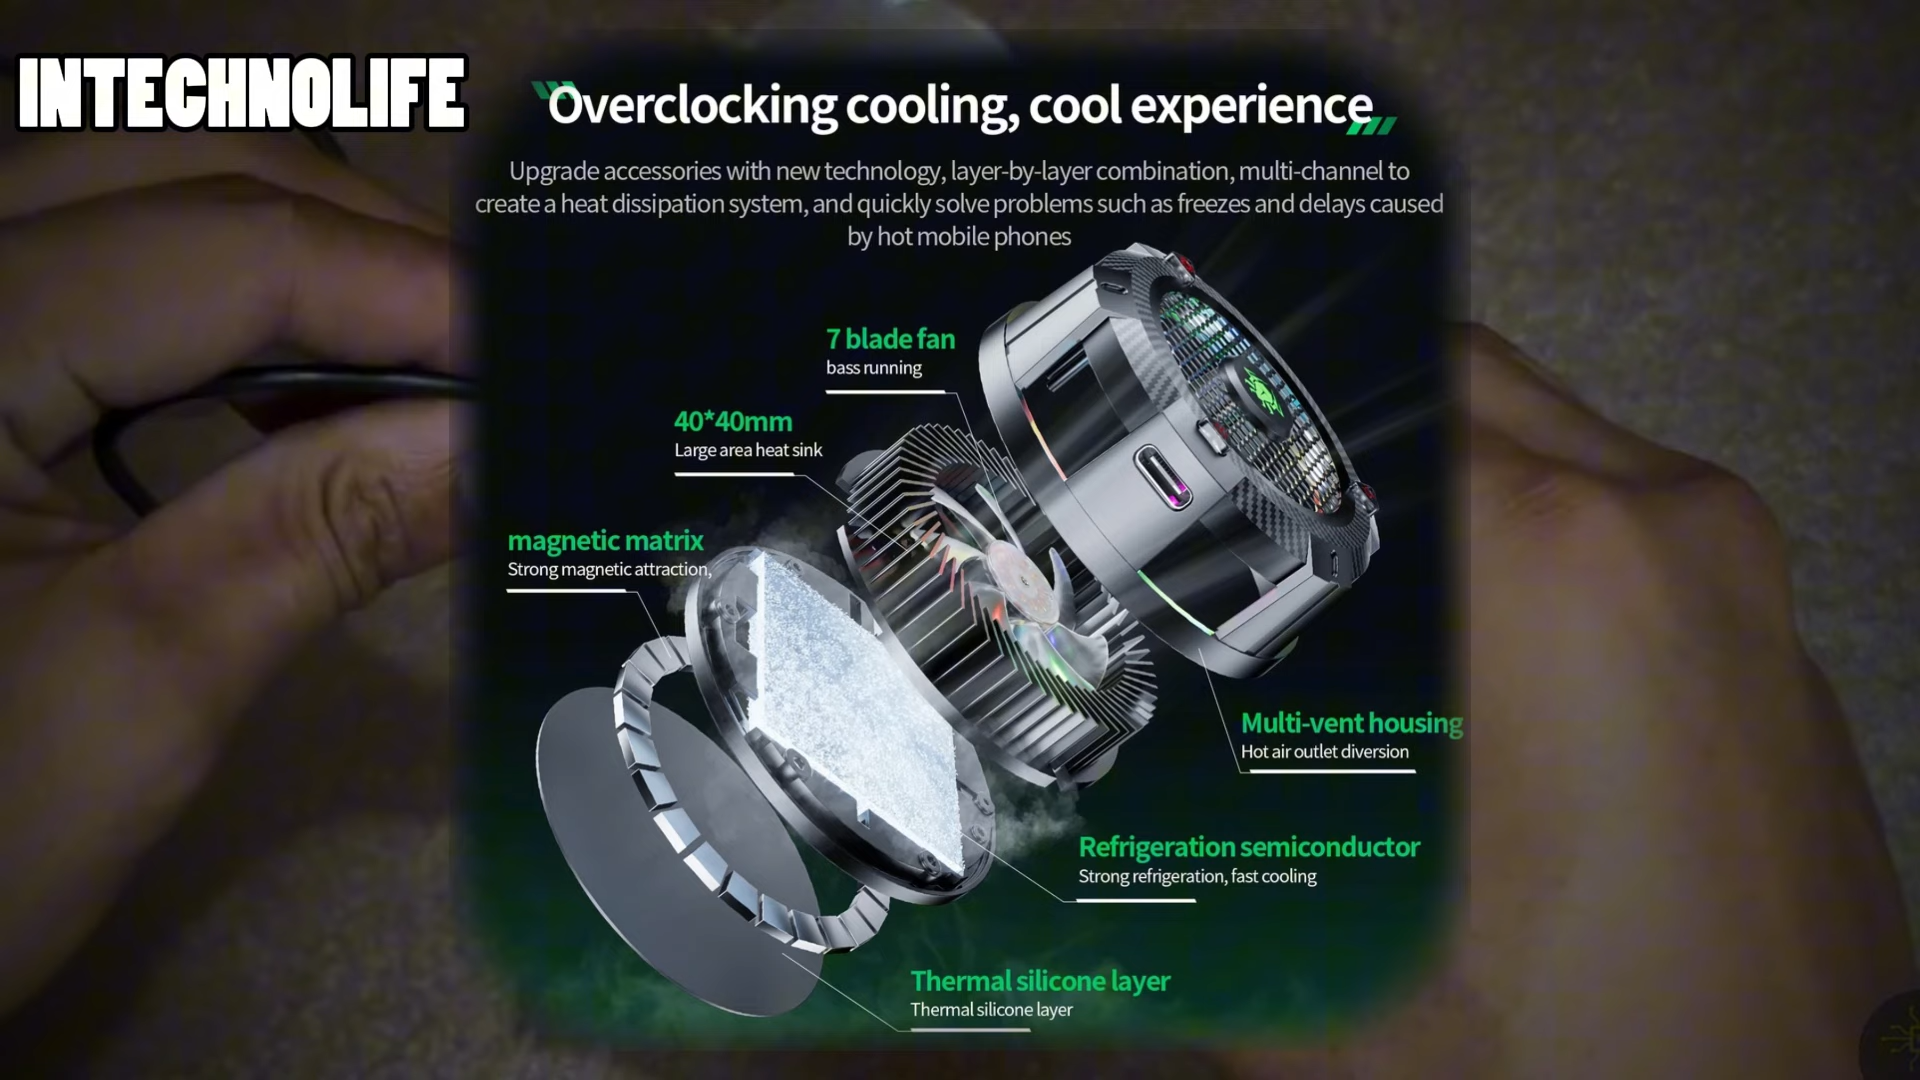 INTECHNOLIFE
Overclocking cooling, cool experience
Upgrade accessories with new technology, layer-by-layer combination, multi-channel to
create a heat dissipation system, and quickly solve problems such as freezes and delays caused
by hot mobile phones
7 blade fan
bass running
40*40mm
Large area heat sink
magnetic matrix
Strong magnetic attraction,
Multi-vent housing
Hot air outlet diversion
Refrigeration semiconductor
Strong refrigeration, fast cooling
Thermal silicone layer
Thermal silicone layer